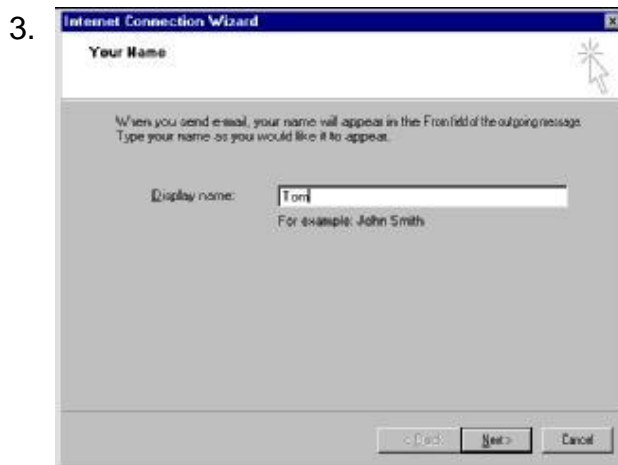 3.
Internet Connection Wizard
Your Name
When you send e-mail, your name will appear in the From field of the outgoing message.
Type your name as you would like it to appear.
Display name:
Tom
For example: John Smith
< Back
Next >
Cancel